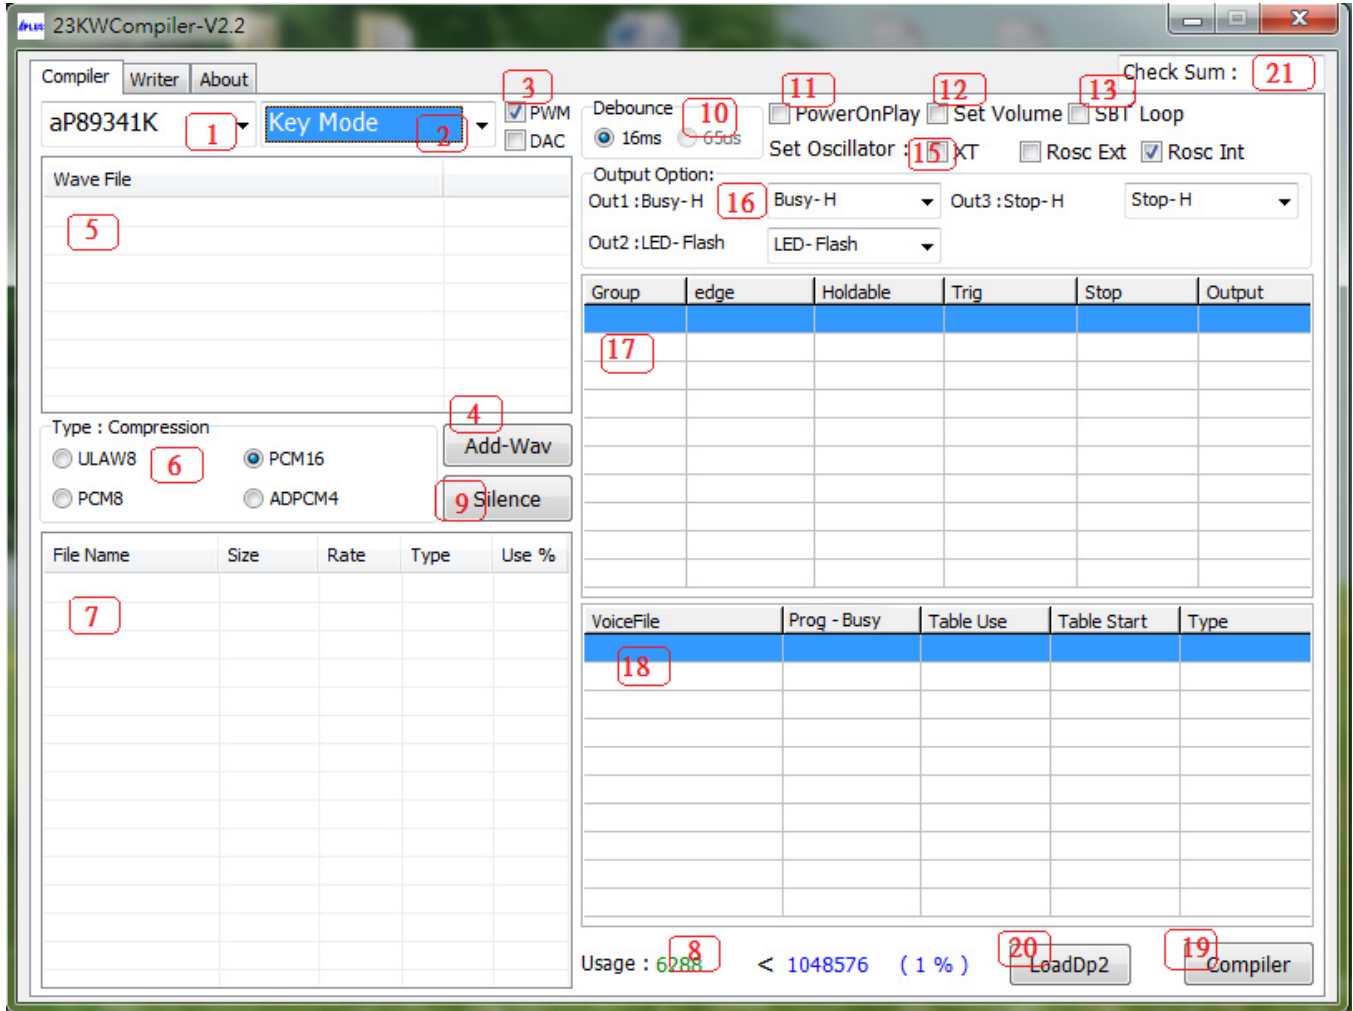 aPLUS 23KWCompiler-V2.2
Compiler Writer About
Check Sum : 21
aP89341K 1 Key Mode 2
3
PWM
DAC
Debounce 10
16ms 65us
11 12 13
PowerOnPlay Set Volume SBT Loop
Set Oscillator : 15 XT Rosc Ext Rosc Int
Output Option:
Out1 :Busy-H 16 Busy-H Out3 :Stop-H Stop-H
Out2 :LED-Flash LED-Flash
Wave File
5
Group edge Holdable Trig Stop Output
17
4
Type : Compression
ULAW8 6 PCM16
PCM8 ADPCM4
Add-Wav
9 Silence
File Name Size Rate Type Use %
7
VoiceFile Prog - Busy Table Use Table Start Type
18
8 20 19
Usage : 6288 < 1048576 ( 1 % ) LoadDp2 Compiler